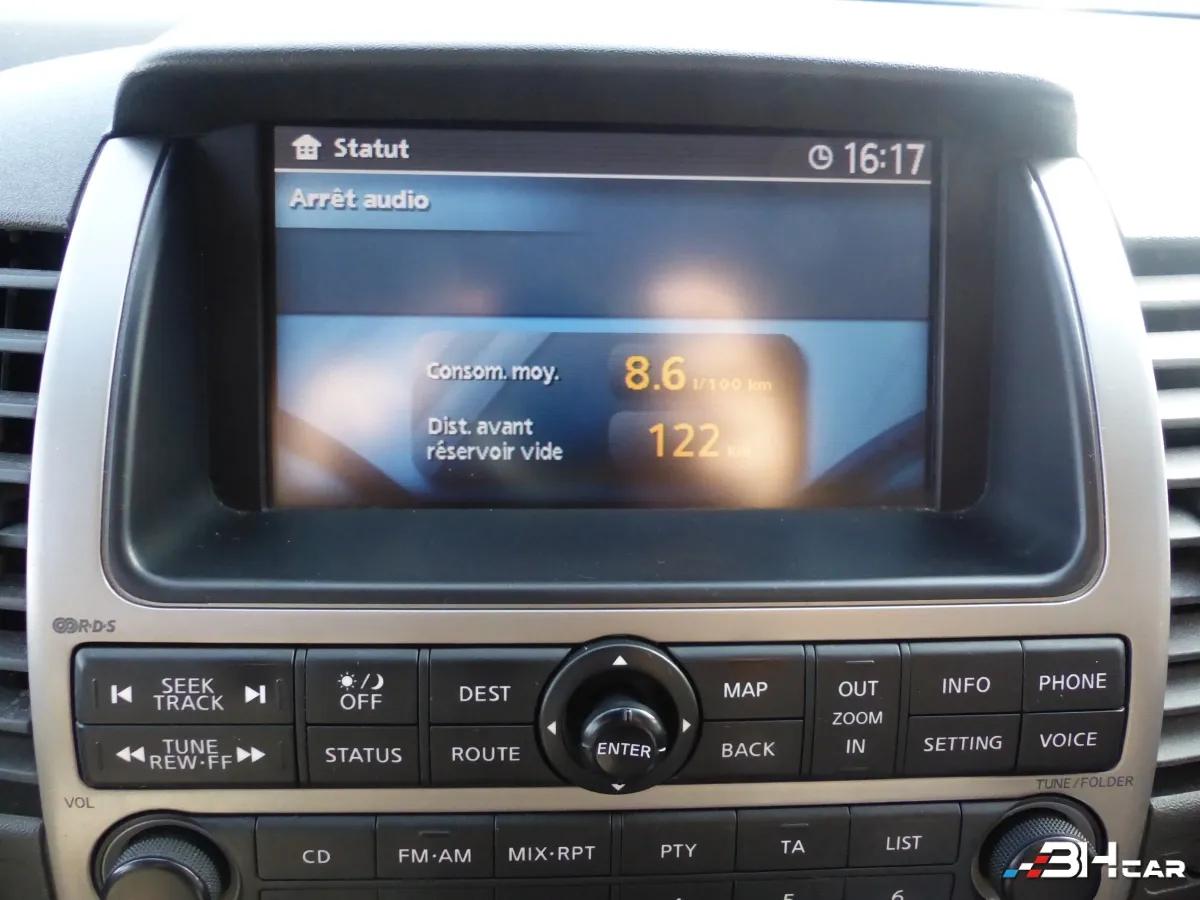 Statut
16:17
Arrêt audio
Consom. moy. 8.6 l/100 km
Dist. avant
réservoir vide 122 km
R·D·S
SEEK
TRACK
OFF
DEST
MAP
OUT
ZOOM
IN
INFO
PHONE
TUNE
REW·FF
STATUS
ROUTE
ENTER
BACK
SETTING
VOICE
VOL
TUNE/FOLDER
CD
FM·AM
MIX·RPT
PTY
TA
LIST
3H CAR